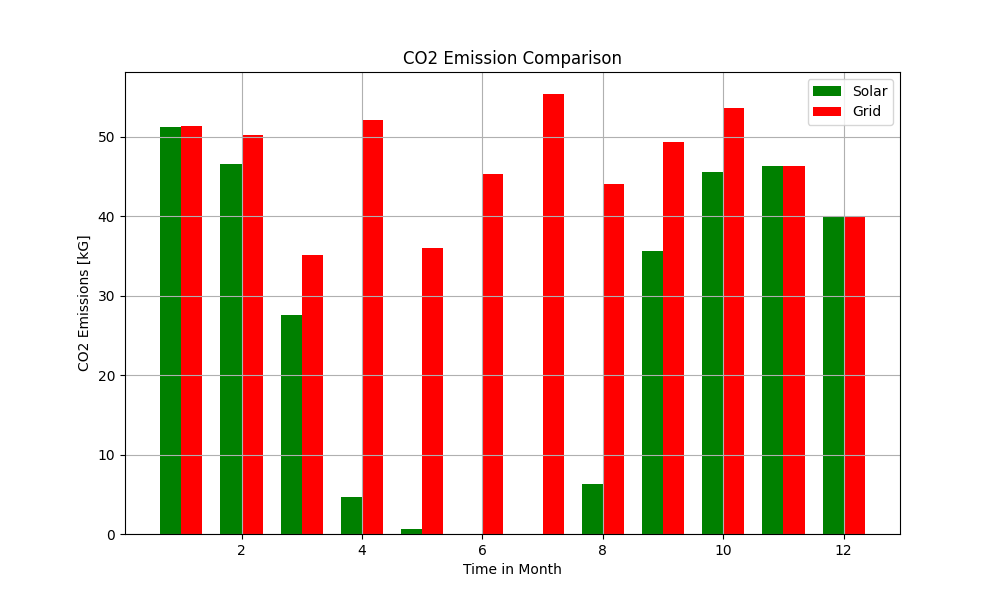 CO2 Emission Comparison
Solar
Grid
CO2 Emissions [kG]
50
40
30
20
10
0
2 4 6 8 10 12
Time in Month